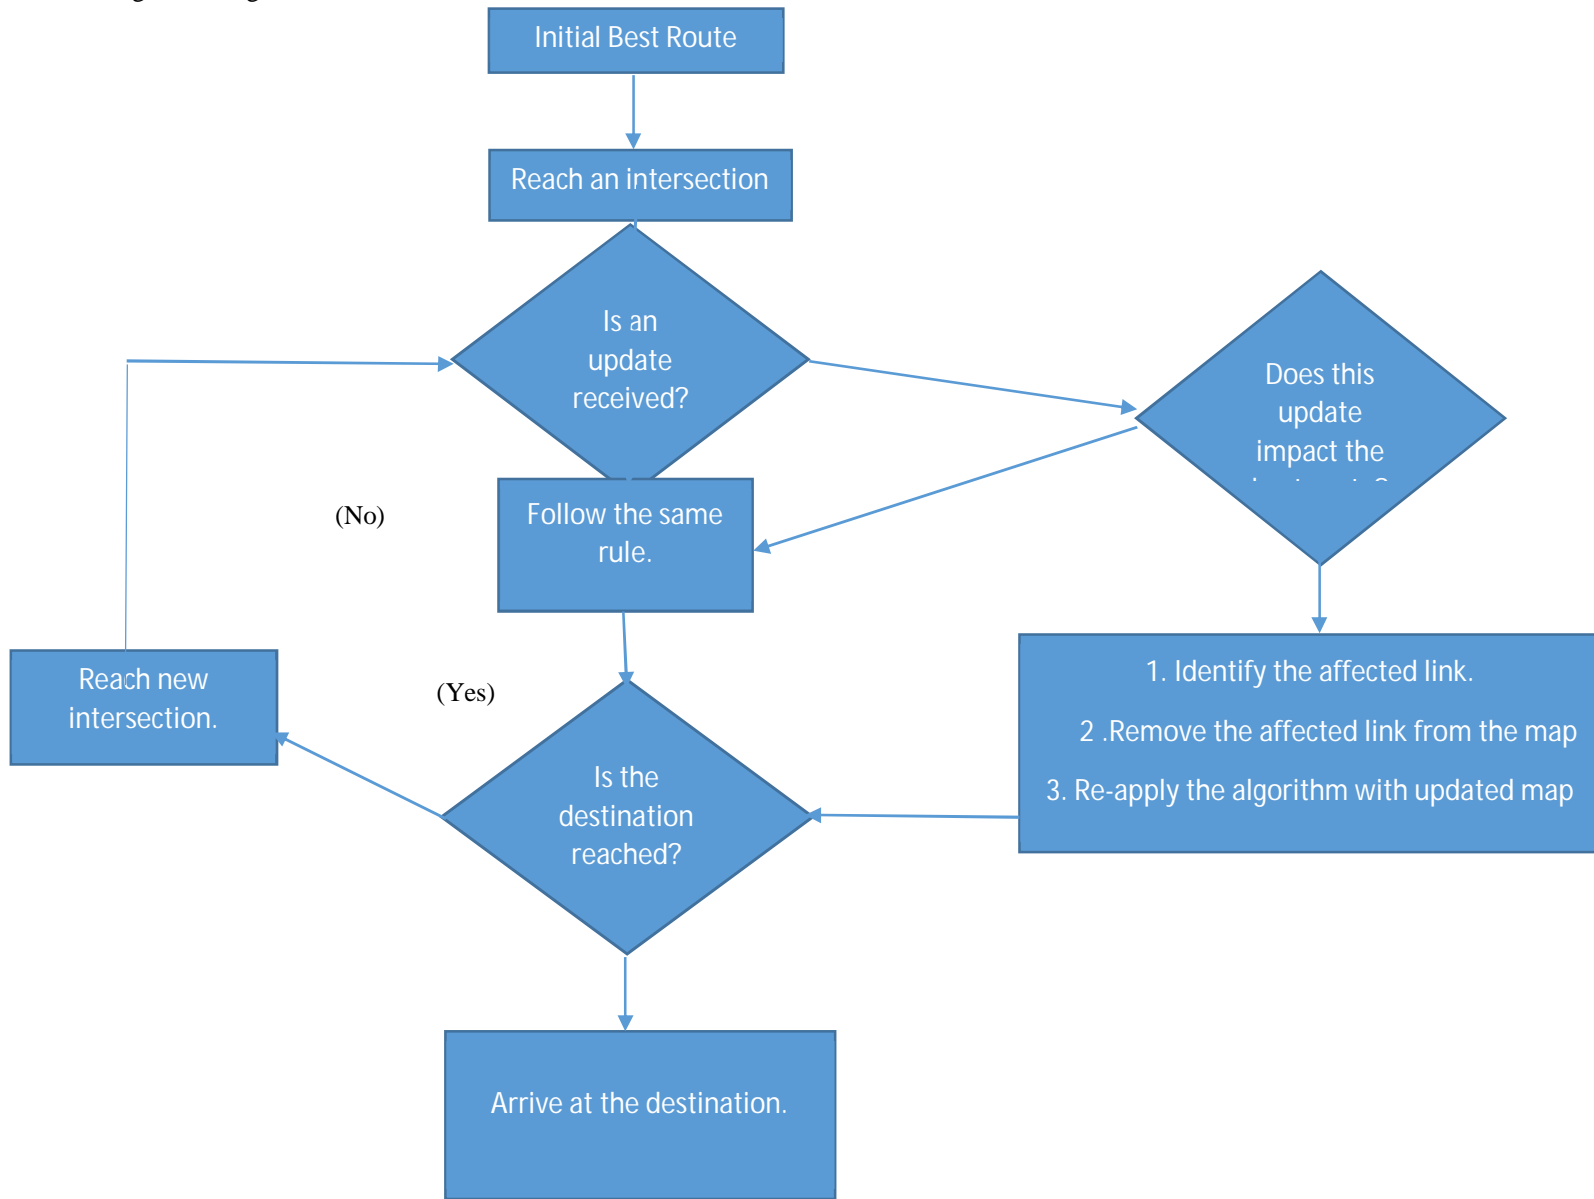 Initial Best Route
Reach an intersection
Is an
update
received?
Does this
update
impact the
(No)
Follow the same
rule.
Reach new
intersection.
(Yes)
1. Identify the affected link.
2 .Remove the affected link from the map
3. Re-apply the algorithm with updated map
Is the
destination
reached?
Arrive at the destination.